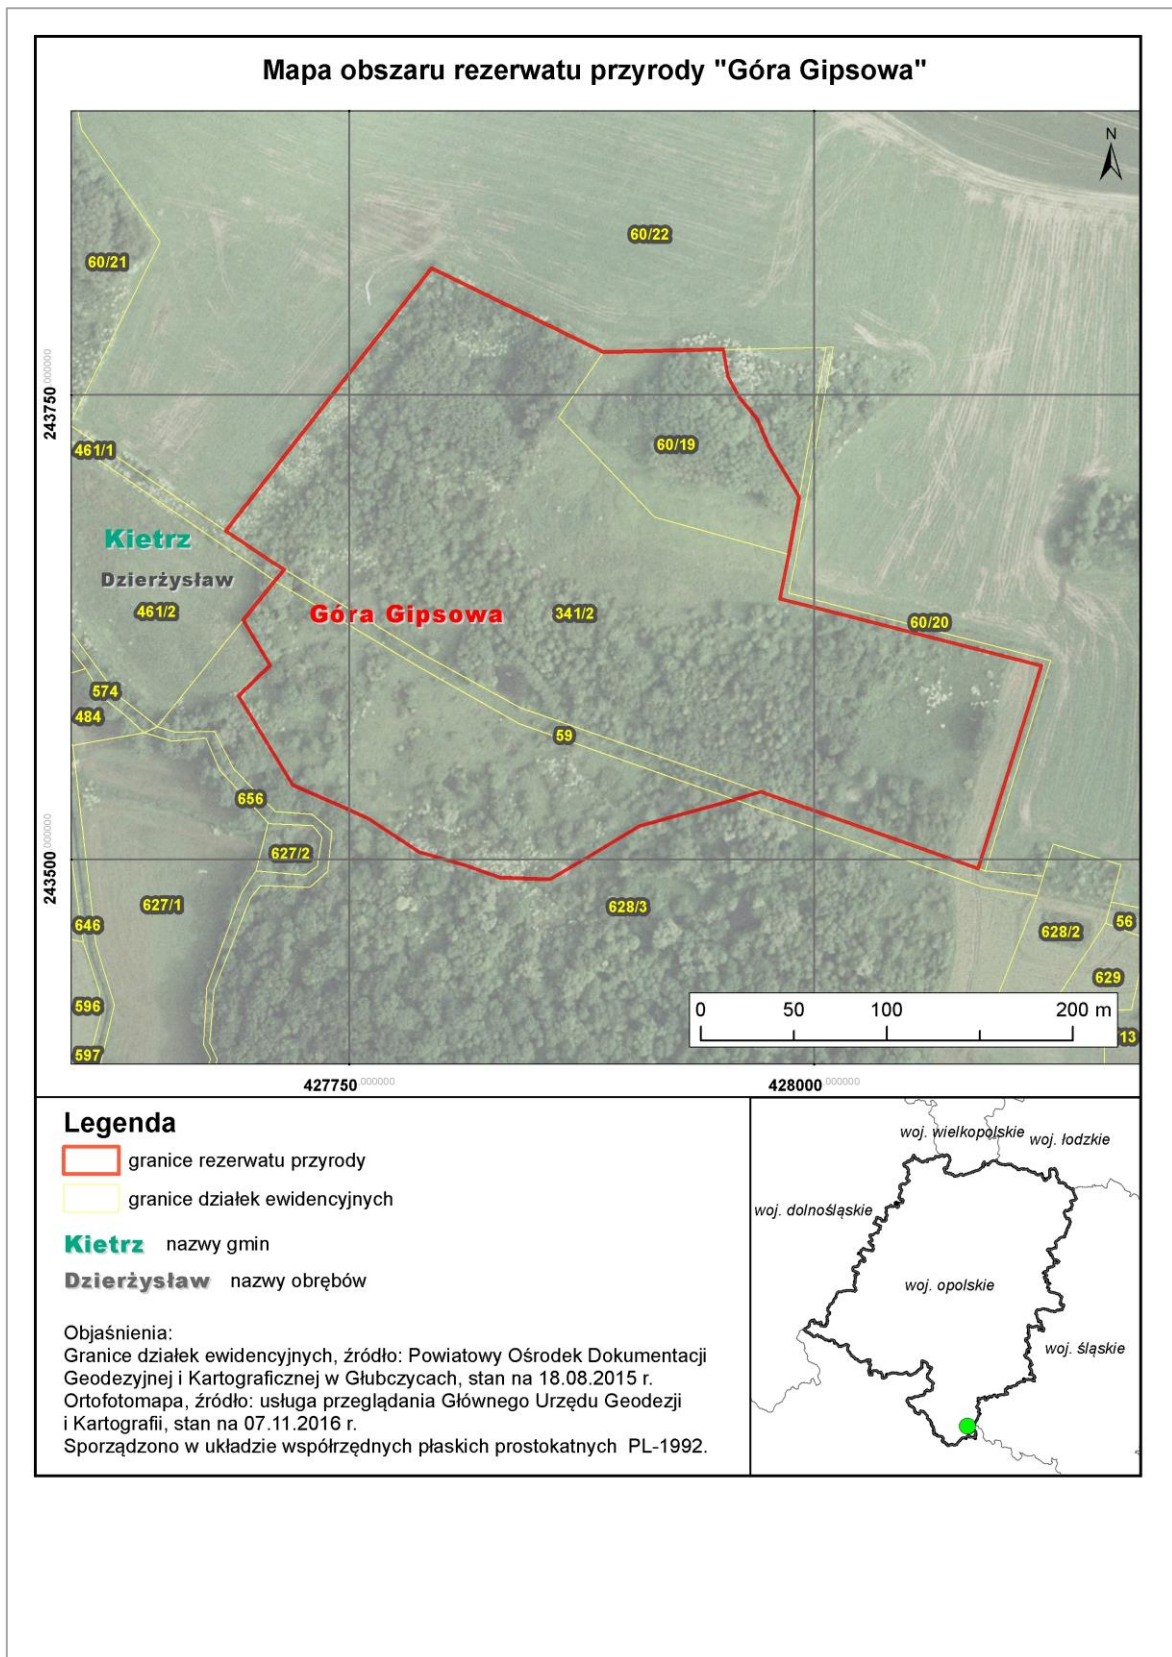 Mapa obszaru rezerwatu przyrody "Góra Gipsowa"
N
60/22
60/21
243750.000000
461/1
60/19
Kietrz
Dzierżysław
461/2
Góra Gipsowa
341/2
60/20
574
484
59
656
243500.000000
627/2
627/1
628/3
646
56
628/2
629
596
597
13
0 50 100 200 m
427750.000000
428000.000000
Legenda
granice rezerwatu przyrody
granice działek ewidencyjnych
Kietrz nazwy gmin
Dzierżysław nazwy obrębów
Objaśnienia:
Granice działek ewidencyjnych, źródło: Powiatowy Ośrodek Dokumentacji
Geodezyjnej i Kartograficznej w Głubczycach, stan na 18.08.2015 r.
Ortofotomapa, źródło: usługa przeglądania Głównego Urzędu Geodezji
i Kartografii, stan na 07.11.2016 r.
Sporządzono w układzie współrzędnych płaskich prostokatnych PL-1992.
woj. wielkopolskie
woj. łodzkie
woj. dolnośląskie
woj. opolskie
woj. śląskie